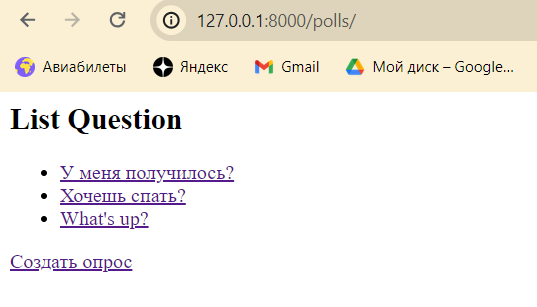 127.0.0.1:8000/polls/
Авиабилеты Яндекс Gmail Мой диск – Google...
List Question
У меня получилось?
Хочешь спать?
What's up?
Создать опрос